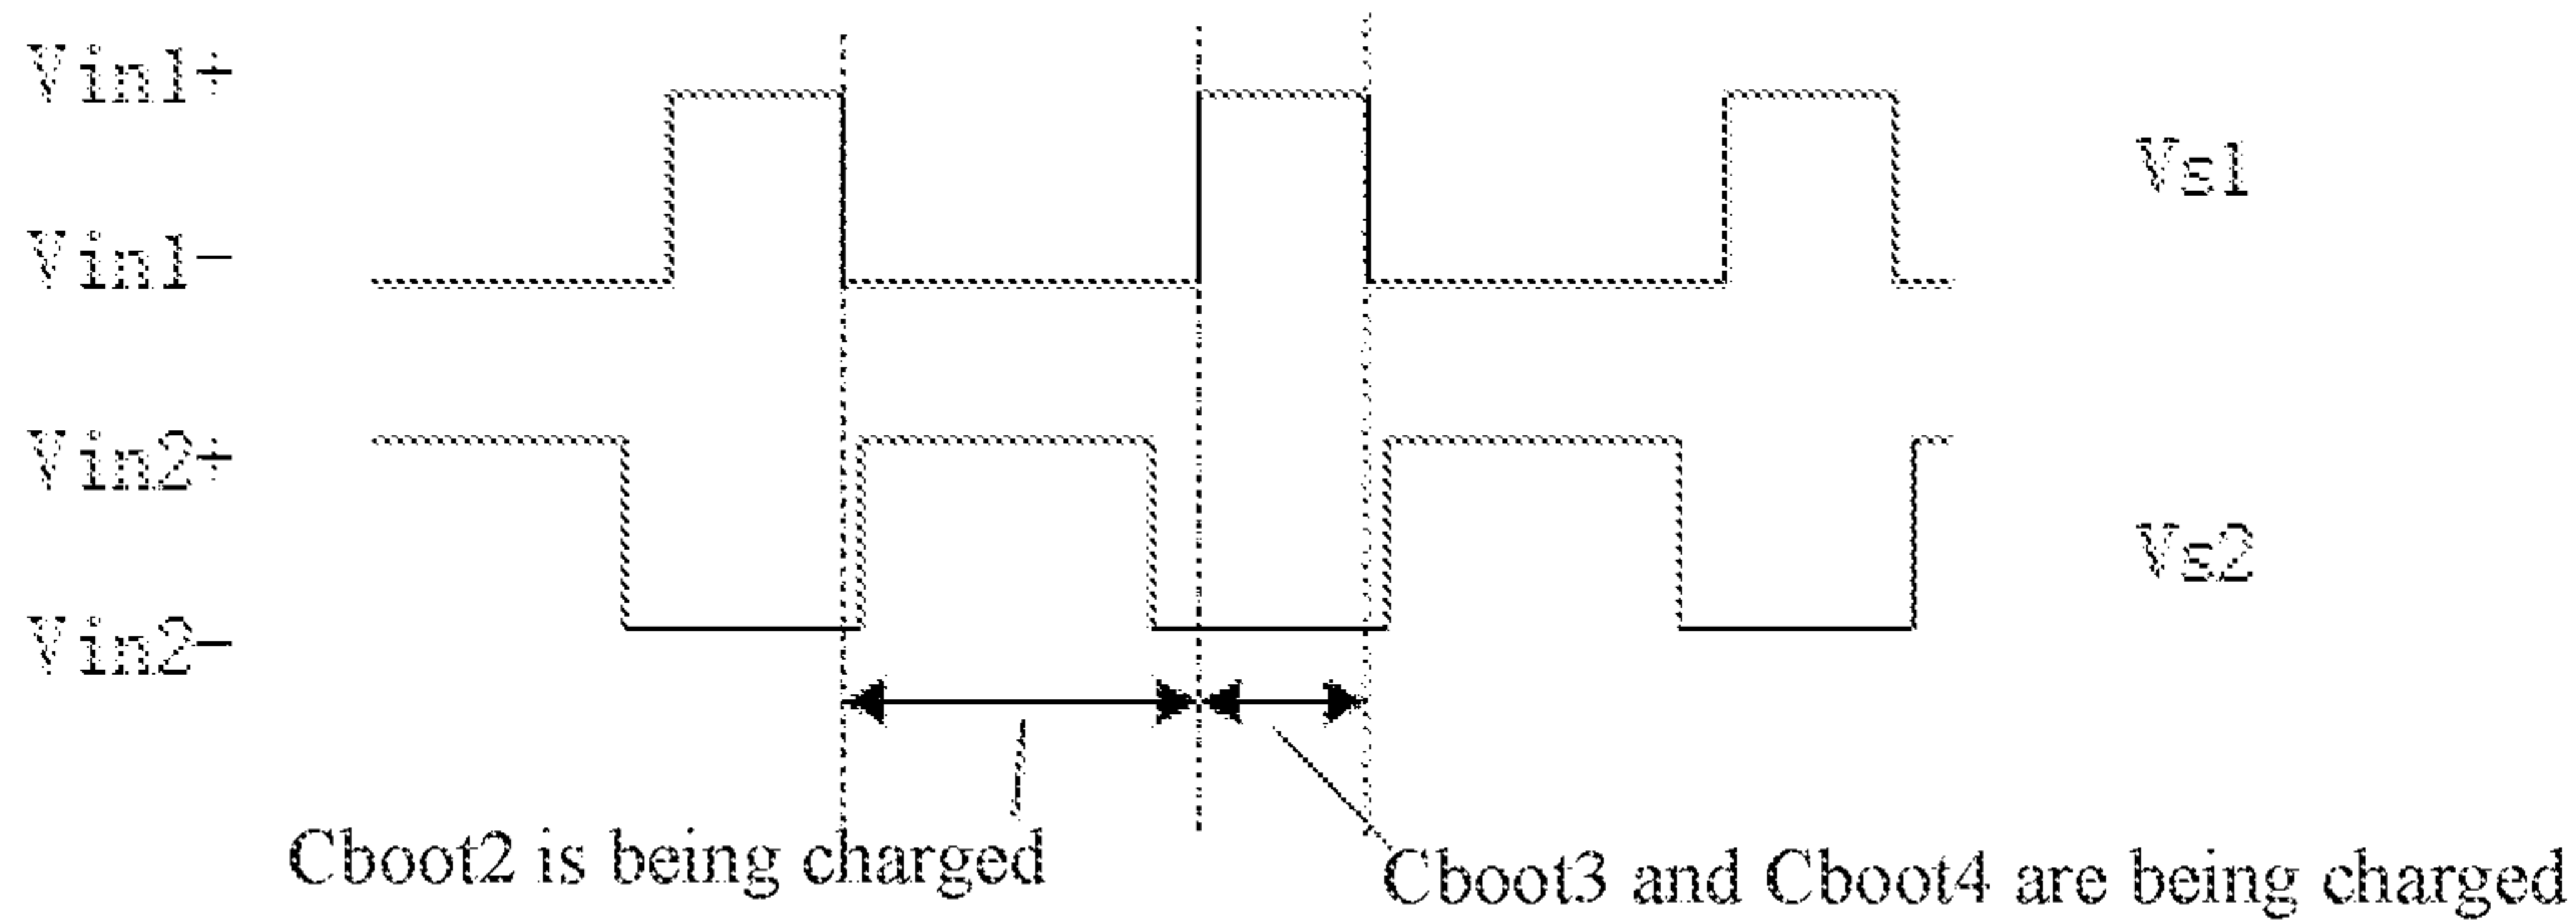 Vin1+
Vs1
Vin1-
Vin2+
Vs2
Vin2-
Cboot2 is being charged
Cboot3 and Cboot4 are being charged